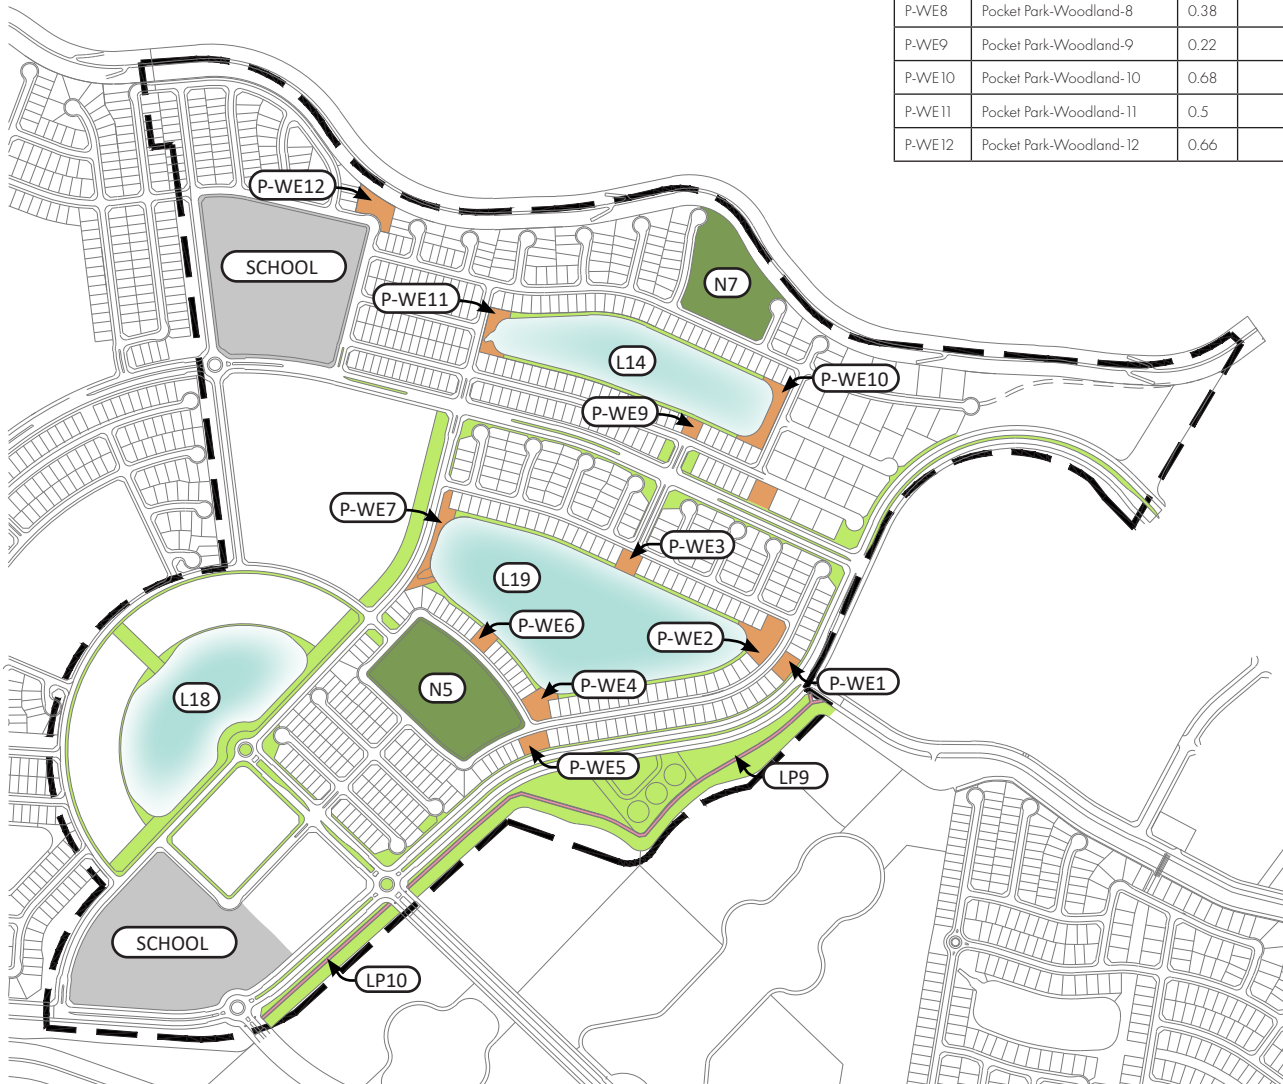 P-WE8 Pocket Park-Woodland-8 0.38
P-WE9 Pocket Park-Woodland-9 0.22
P-WE10 Pocket Park-Woodland-10 0.68
P-WE11 Pocket Park-Woodland-11 0.5
P-WE12 Pocket Park-Woodland-12 0.66
P-WE12
SCHOOL
N7
P-WE11
L14
P-WE10
P-WE9
P-WE7
P-WE3
L19
P-WE6
P-WE2
P-WE4
P-WE1
N5
L18
P-WE5
LP9
SCHOOL
LP10